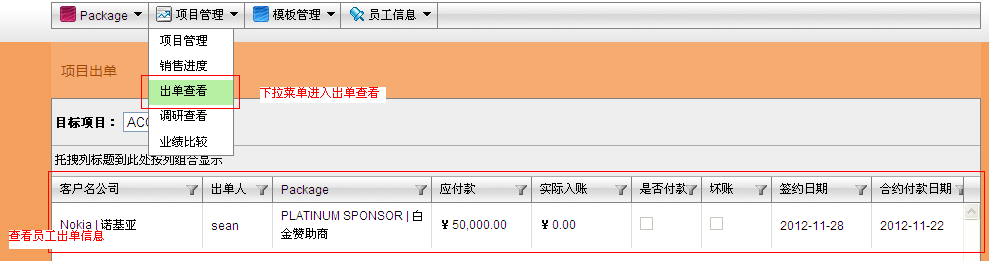 Package 项目管理 模板管理 员工信息
项目管理
销售进度
项目出单
出单查看
下拉菜单进入出单查看
调研查看
目标项目： ACC
业绩比较
托搜列标题到此处按列组合显示
客户名公司 出单人 Package 应付款 实际入账 是否付款 坏账 签约日期 合约付款日期
Nokia | 诺基亚 sean PLATINUM SPONSOR | 白金赞助商 ￥50,000.00 ￥0.00 2012-11-28 2012-11-22
查看员工出单信息